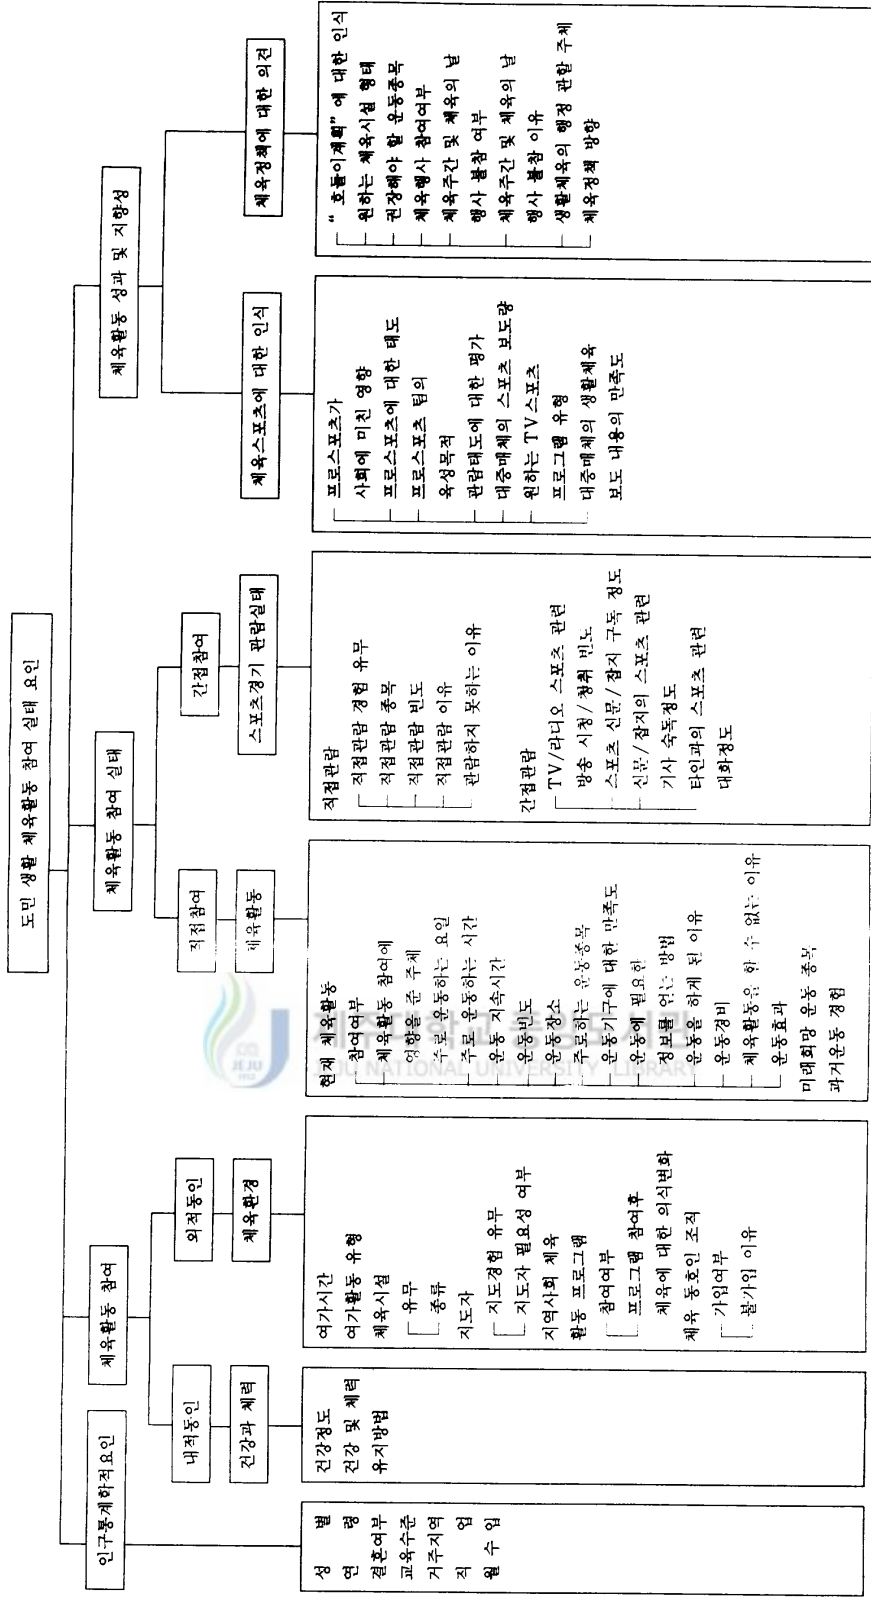 도민 생활 체육활동 참여 실태 요인
인구통계학적요인
성 별
연 령
결혼여부
교육수준
거주지역
직 업
월 수 입
체육활동 참여
내적동인
건강과 체력
건강정도
건강 및 체력
유지방법
외적동인
체육환경
여가시간
여가활동 유형
체육시설
유무
종류
지도자
지도경험 유무
지도자 필요성 여부
지역사회 체육
활동 프로그램
참여여부
프로그램 참여후
체육에 대한 의식변화
체육 동호인 조직
가입여부
불가입 이유
체육활동 참여 실태
직접참여
체육활동
현재 체육활동
참여여부
체육활동 참여에
영향을 준 주체
주로 운동하는 요일
주로 운동하는 시간
운동 지속시간
운동빈도
운동장소
주로하는 운동종목
운동기구에 대한 만족도
운동에 필요한
정보를 얻는 방법
운동을 하게 된 이유
운동경비
체육활동을 할 수 없는 이유
운동효과
미래희망 운동 종목
과거운동 경험
간접참여
스포츠경기 관람실태
직접관람
직접관람 경험 유무
직접관람 종목
직접관람 빈도
직접관람 이유
관람하지 못하는 이유
간접관람
TV/라디오 스포츠 관련
방송 시청/청취 빈도
스포츠 신문/잡지 구독 정도
신문/잡지의 스포츠 관련
기사 숙독정도
타인과의 스포츠 관련
대화정도
체육활동 성과 및 지향성
체육스포츠에 대한 인식
프로스포츠가
사회에 미친 영향
프로스포츠에 대한 태도
프로스포츠 팀의
육성목적
관람태도에 대한 평가
대중매체의 스포츠 보도량
원하는 TV스포츠
프로그램 유형
대중매체의 생활체육
보도 내용의 만족도
체육정책에 대한 의견
"호돌이계획"에 대한 인식
원하는 체육시설 형태
권장해야 할 운동종목
체육행사 참여여부
체육주간 및 체육의 날
행사 불참 여부
체육주간 및 체육의 날
행사 불참 이유
생활체육의 행정 관할 주체
체육정책 방향
제주대학교 중앙도서관
JEJU NATIONAL UNIVERSITY LIBRARY
JEJU
1952